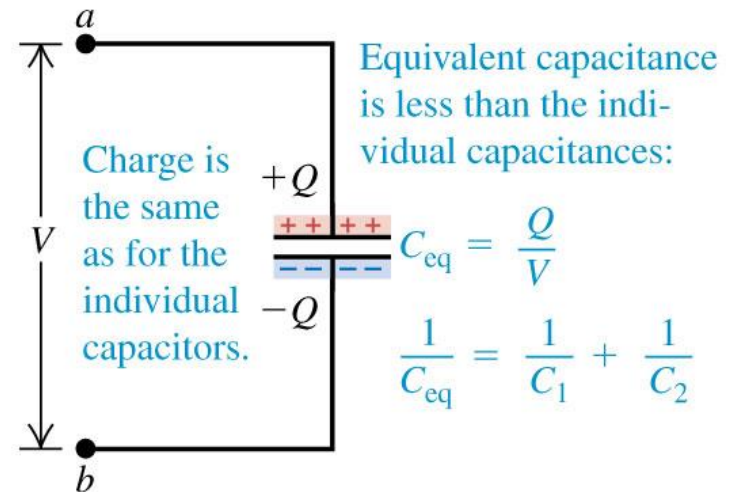 a
Equivalent capacitance
is less than the indi-
vidual capacitances:
Charge is
the same
as for the
individual
capacitors.
V
+Q
+ + + +
− − − −
−Q
C_eq = Q/V
1/C_eq = 1/C_1 + 1/C_2
b